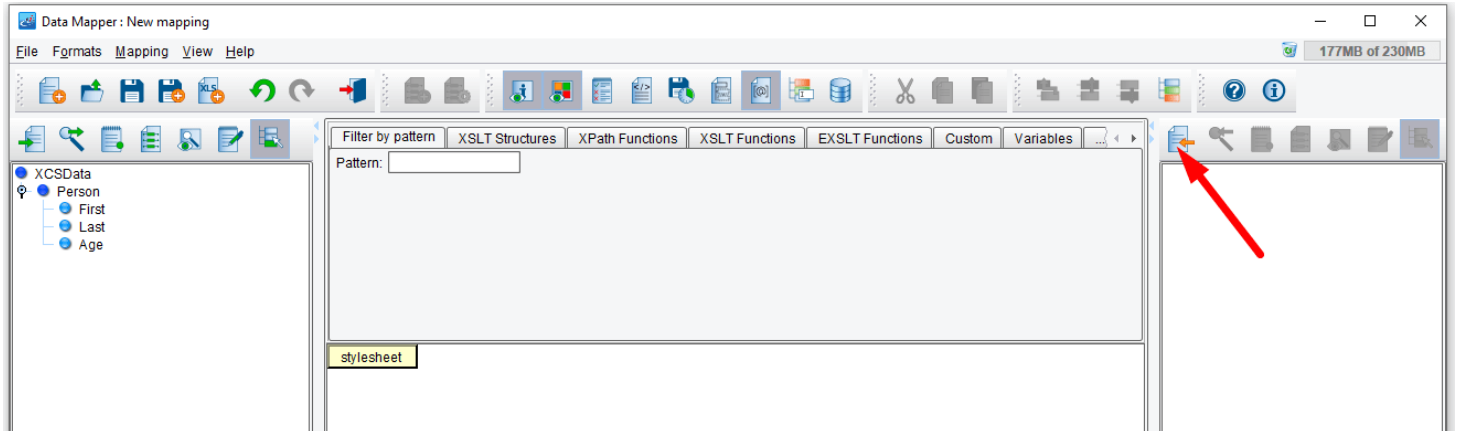 Data Mapper : New mapping
File Formats Mapping View Help
177MB of 230MB
XLS
</>
[@]
Filter by pattern XSLT Structures XPath Functions XSLT Functions EXSLT Functions Custom Variables ...
Pattern:
XCSData
Person
First
Last
Age
stylesheet